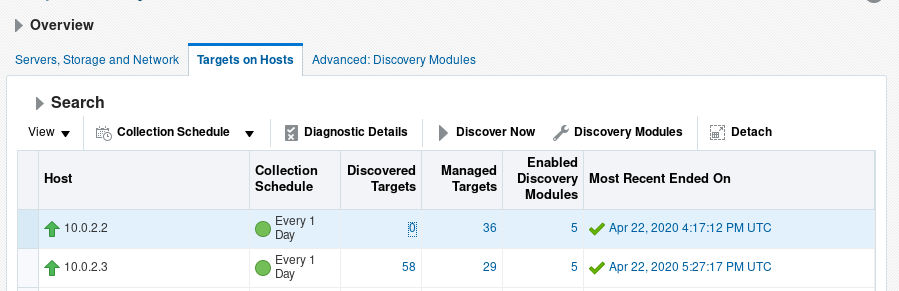 Overview
Servers, Storage and Network Targets on Hosts Advanced: Discovery Modules
Search
View Collection Schedule Diagnostic Details Discover Now Discovery Modules Detach
Host Collection Schedule Discovered Targets Managed Targets Enabled Discovery Modules Most Recent Ended On
10.0.2.2 Every 1 Day 0 36 5 Apr 22, 2020 4:17:12 PM UTC
10.0.2.3 Every 1 Day 58 29 5 Apr 22, 2020 5:27:17 PM UTC